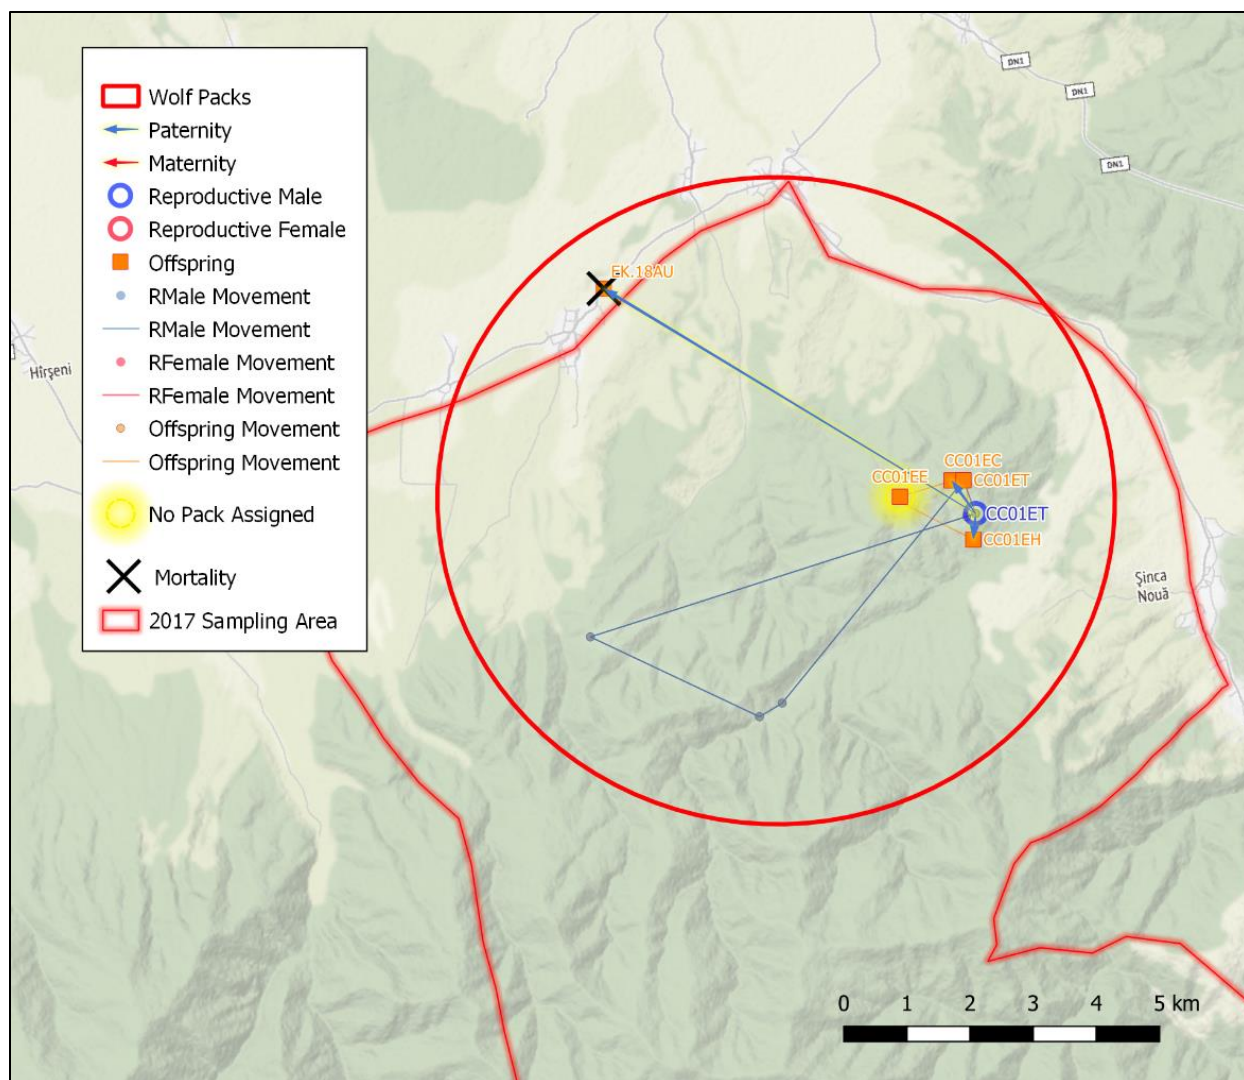 DN1
DN1
DN1
Wolf Packs
Paternity
Maternity
Reproductive Male
Reproductive Female
Offspring
RMale Movement
RMale Movement
RFemale Movement
RFemale Movement
Offspring Movement
Offspring Movement
No Pack Assigned
Mortality
2017 Sampling Area
Hîrşeni
EK.18AU
CC01EC
CC01EE
CC01ET
CC01ET
CC01EH
Şinca
Nouă
0 1 2 3 4 5 km